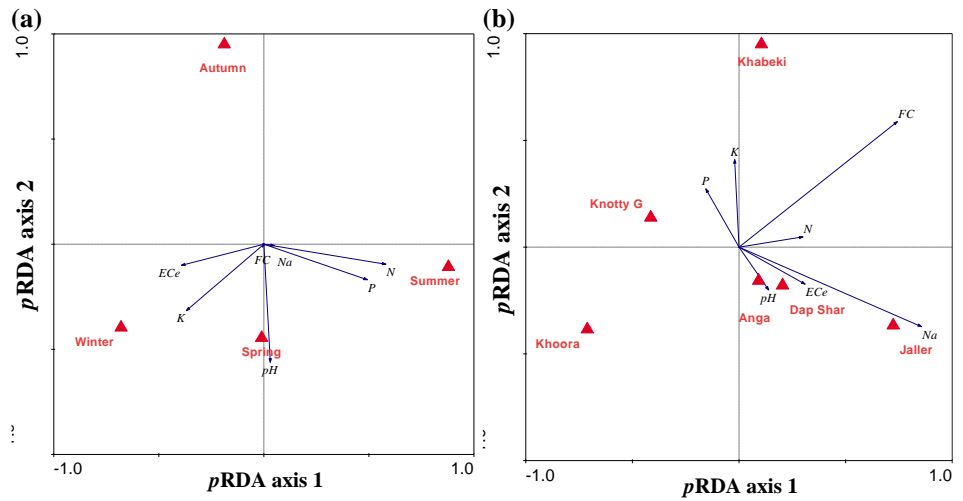 (a)
1.0
Autumn
pRDA axis 2
FC Na
ECe N
P
Summer
K
Winter
Spring
pH
-1.0 1.0
pRDA axis 1
(b)
1.0
Khabeki
FC
K
P
pRDA axis 2
Knotty G
N
pH ECe
Anga Dap Shar
Khoora
Na
Jaller
-1.0 1.0
pRDA axis 1